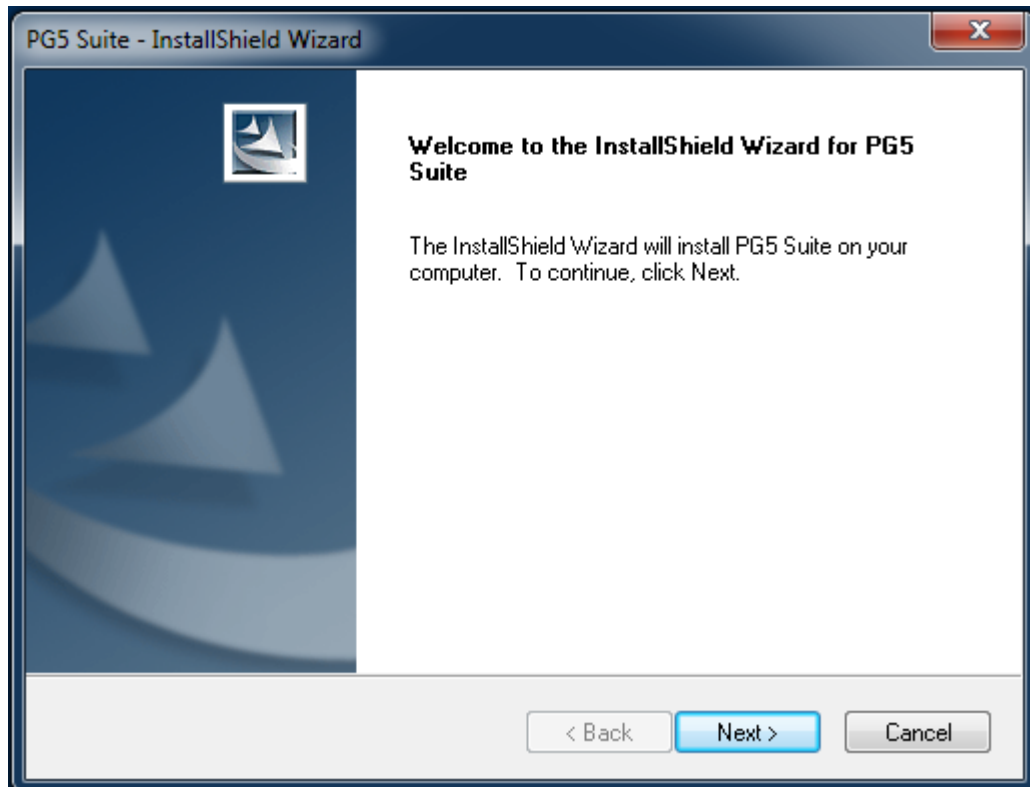 PG5 Suite - InstallShield Wizard
Welcome to the InstallShield Wizard for PG5
Suite
The InstallShield Wizard will install PG5 Suite on your
computer.  To continue, click Next.
< Back
Next >
Cancel